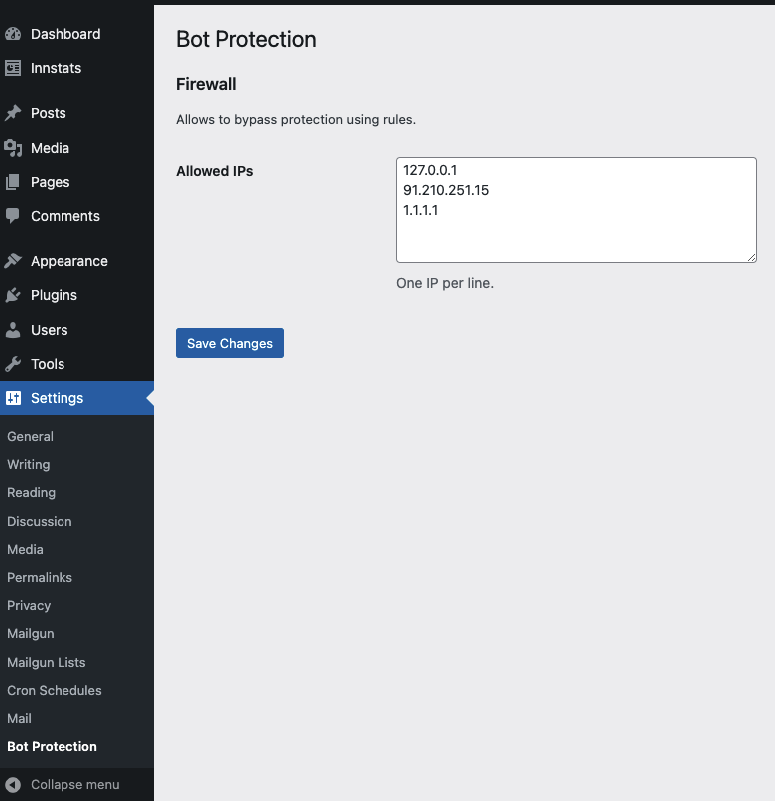 Dashboard
Innstats
Posts
Media
Pages
Comments
Appearance
Plugins
Users
Tools
Settings
General
Writing
Reading
Discussion
Media
Permalinks
Privacy
Mailgun
Mailgun Lists
Cron Schedules
Mail
Bot Protection
Collapse menu
Bot Protection
Firewall
Allows to bypass protection using rules.
Allowed IPs
127.0.0.1
91.210.251.15
1.1.1.1
One IP per line.
Save Changes